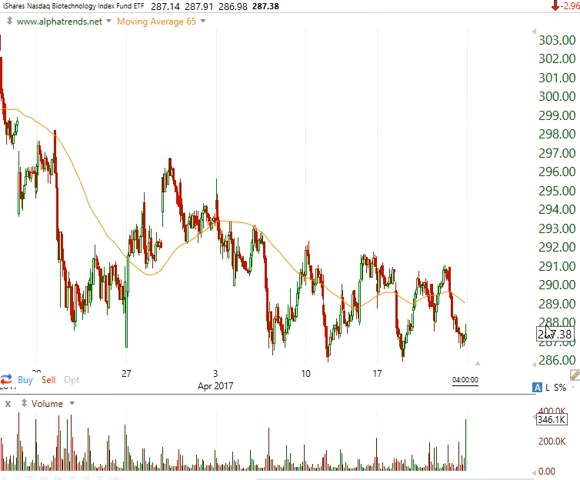 iShares Nasdaq Biotechnology Index Fund ETF 287.14 287.91 286.98 287.38 -2.96
www.alphatrends.net Moving Average 65
303.00
302.00
301.00
300.00
299.00
298.00
297.00
296.00
295.00
294.00
293.00
292.00
291.00
290.00
289.00
288.00
287.38
286.00
Buy Sell Opt
20 27 3 10 17 04:00:00
Apr 2017
A L S%
X Volume
400.0K
346.1K
200.0K
0.00